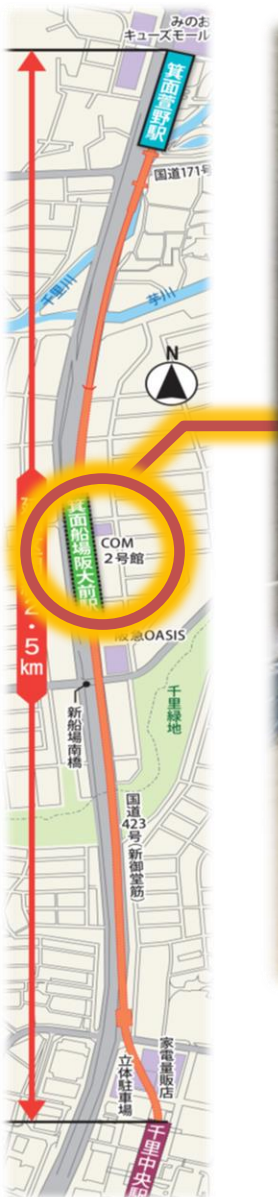 みのお
キューズモール
箕面萱野駅
国道171号
千里川
芋川
N
箕面船場阪大前駅
COM
2号館
2・5
km
阪急OASIS
千里緑地
新船場南橋
国道
423
号(新御堂筋)
家電量販店
立体駐車場
千里中央駅